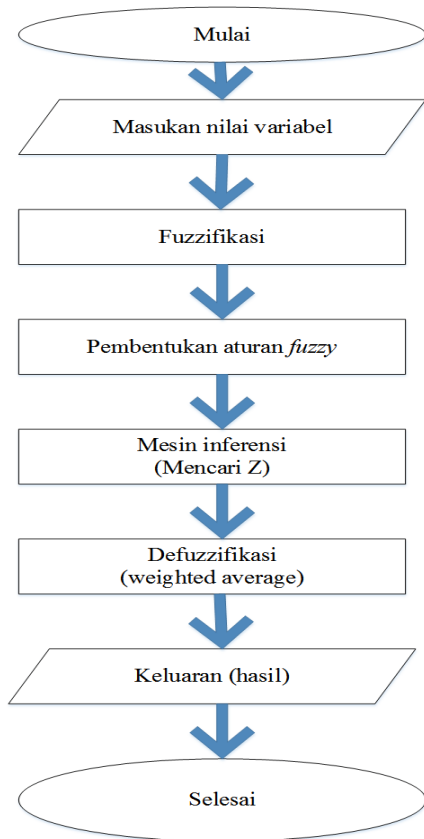 Mulai
Masukan nilai variabel
Fuzzifikasi
Pembentukan aturan fuzzy
Mesin inferensi
(Mencari Z)
Defuzzifikasi
(weighted average)
Keluaran (hasil)
Selesai